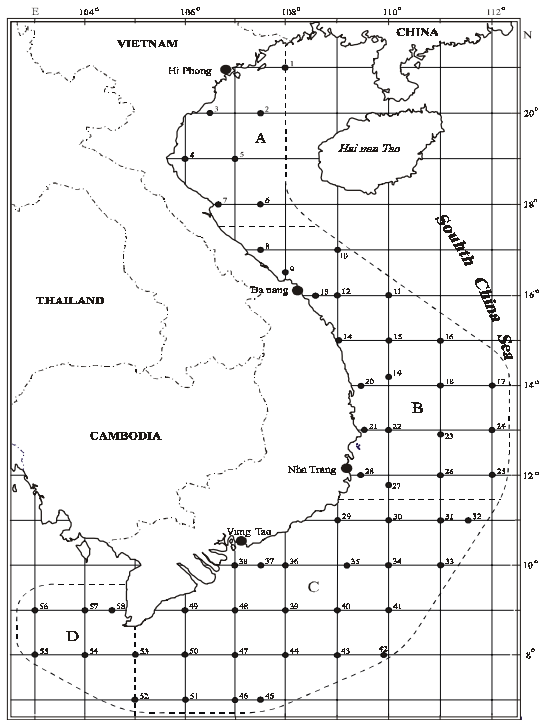 E 104° 106° 108° 110° 112°
N
VIETNAM
CHINA
Hi Phong
1
20°
3 2
A
Hai nan Tao
4 5
18°
7 6
8
10
South China Sea
9
Da nang
13 12 11
16°
THAILAND
14 15 16
14
20 18 17
14°
B
CAMBODIA
21 22 23 24
Nha Trang
28 26 25
12°
27
29 30 31 32
Vung Tao
38 37 36 35 34 33
10°
C
56 57 58 49 48 39 40 41
D
55 54 53 50 47 44 43 42
8°
52 51 46 45